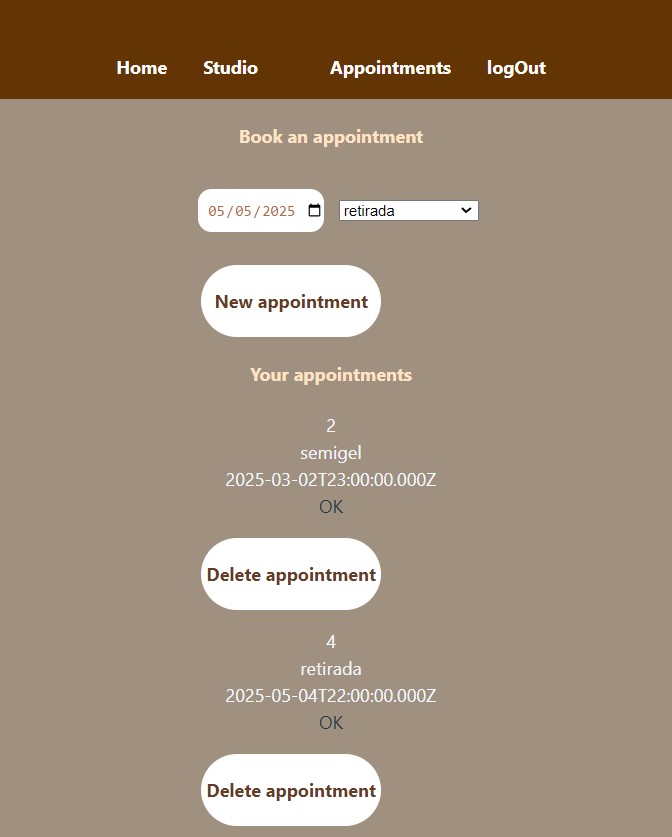 Home Studio Appointments logOut
Book an appointment
05/05/2025 retirada
New appointment
Your appointments
2
semigel
2025-03-02T23:00:00.000Z
OK
Delete appointment
4
retirada
2025-05-04T22:00:00.000Z
OK
Delete appointment